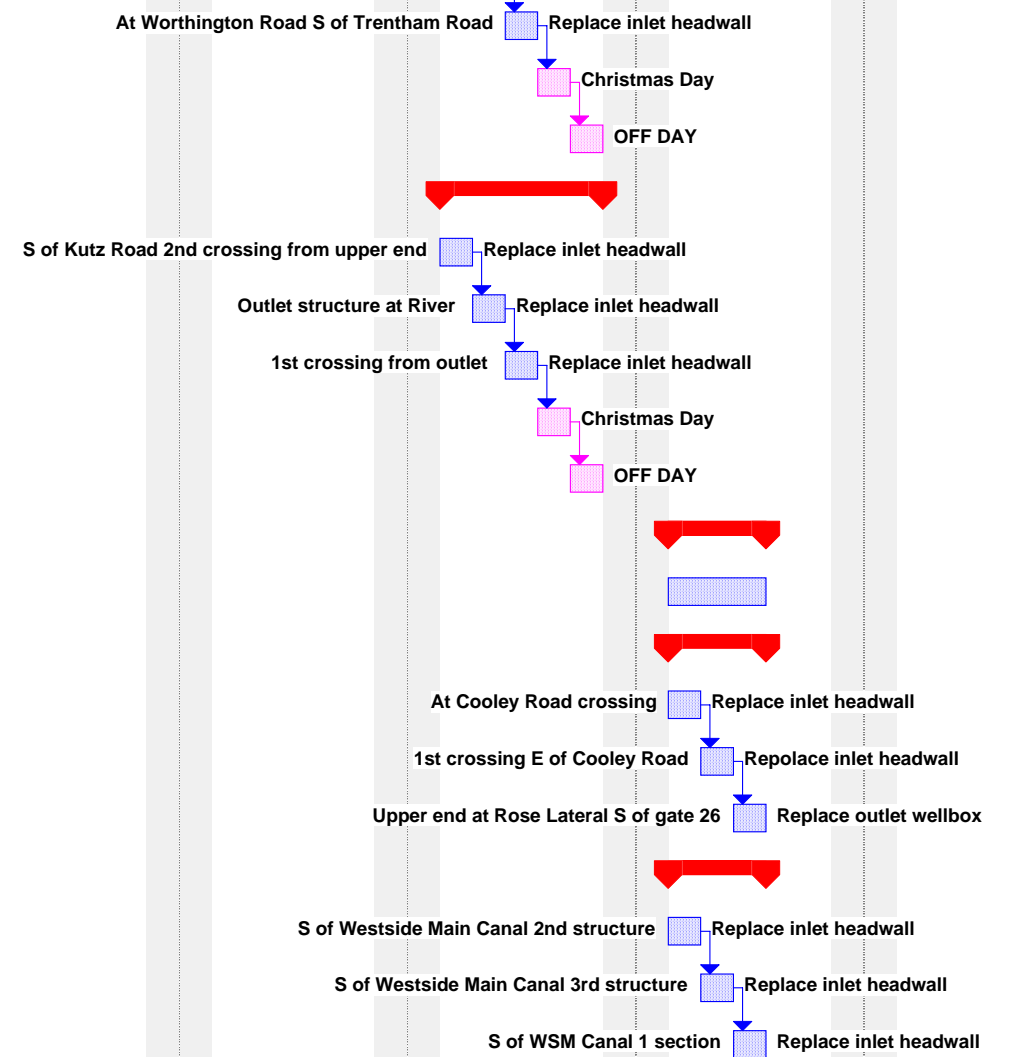 At Worthington Road S of Trentham Road Replace inlet headwall
Christmas Day
OFF DAY
S of Kutz Road 2nd crossing from upper end Replace inlet headwall
Outlet structure at River Replace inlet headwall
1st crossing from outlet Replace inlet headwall
Christmas Day
OFF DAY
At Cooley Road crossing Replace inlet headwall
1st crossing E of Cooley Road Repolace inlet headwall
Upper end at Rose Lateral S of gate 26 Replace outlet wellbox
S of Westside Main Canal 2nd structure Replace inlet headwall
S of Westside Main Canal 3rd structure Replace inlet headwall
S of WSM Canal 1 section Replace inlet headwall